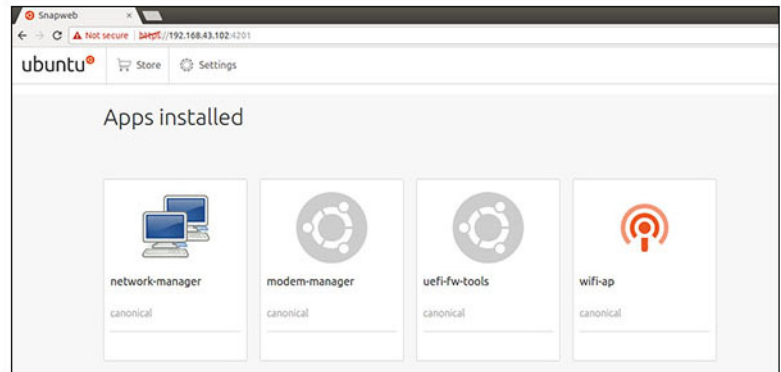 Snapweb
Not secure https://192.168.43.102:4201
ubuntu Store Settings
Apps installed
network-manager modem-manager uefi-fw-tools wifi-ap
canonical canonical canonical canonical